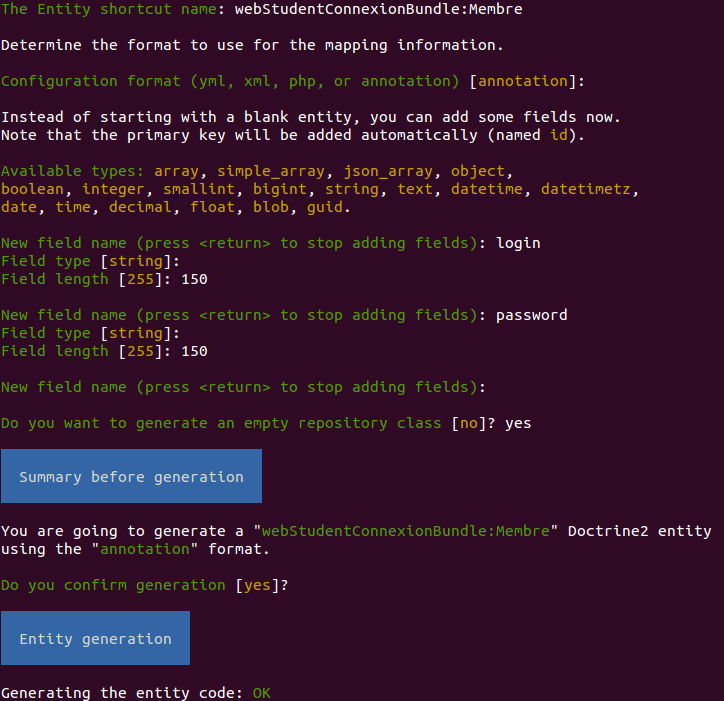 The Entity shortcut name: webStudentConnexionBundle:Membre
Determine the format to use for the mapping information.
Configuration format (yml, xml, php, or annotation) [annotation]:
Instead of starting with a blank entity, you can add some fields now.
Note that the primary key will be added automatically (named id).
Available types: array, simple_array, json_array, object,
boolean, integer, smallint, bigint, string, text, datetime, datetimetz,
date, time, decimal, float, blob, guid.
New field name (press <return> to stop adding fields): login
Field type [string]:
Field length [255]: 150
New field name (press <return> to stop adding fields): password
Field type [string]:
Field length [255]: 150
New field name (press <return> to stop adding fields):
Do you want to generate an empty repository class [no]? yes
Summary before generation
You are going to generate a "webStudentConnexionBundle:Membre" Doctrine2 entity
using the "annotation" format.
Do you confirm generation [yes]?
Entity generation
Generating the entity code: OK